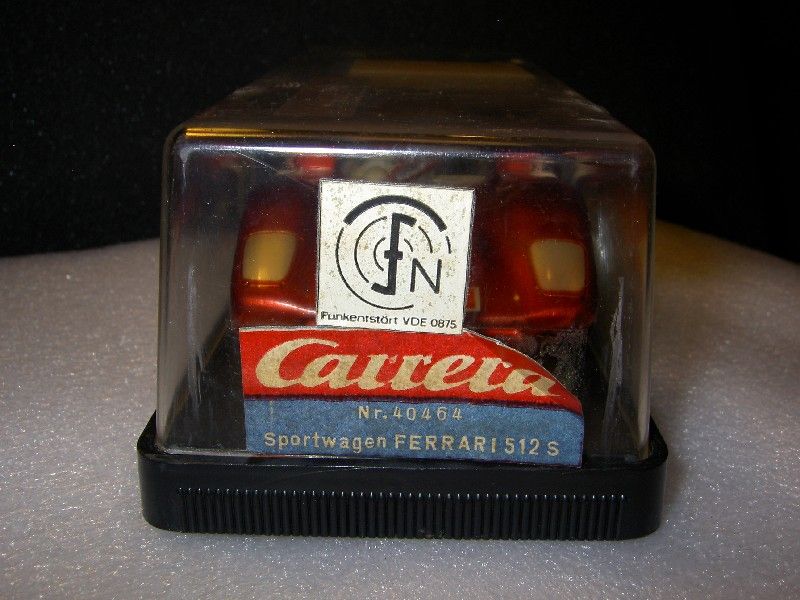 FN
Funkentstört VDE 0875
Carrera
Nr. 40464
Sportwagen FERRARI 512 S